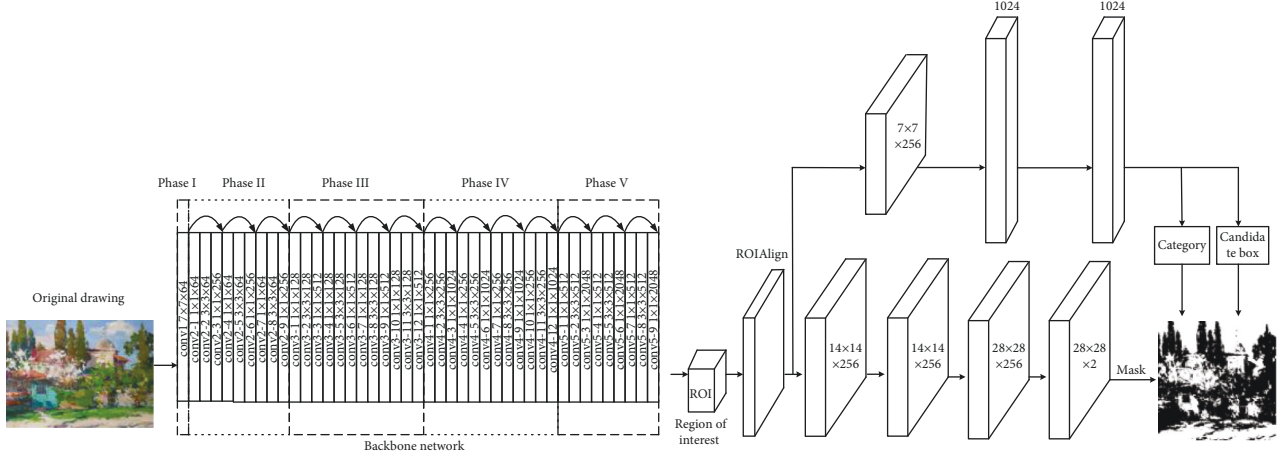 Original drawing
Phase I
Phase II
Phase III
Phase IV
Phase V
conv1 7×7×64
conv2-1 1×1×64
conv2-2 3×3×64
conv2-3 1×1×256
conv2-4 1×1×64
conv2-5 3×3×64
conv2-6 1×1×256
conv2-7 1×1×64
conv2-8 3×3×64
conv2-9 1×1×256
conv3-1 1×1×128
conv3-2 3×3×128
conv3-3 1×1×512
conv3-4 1×1×128
conv3-5 3×3×128
conv3-6 1×1×512
conv3-7 1×1×128
conv3-8 3×3×128
conv3-9 1×1×512
conv3-10 1×1×128
conv3-11 3×3×128
conv3-12 1×1×512
conv4-1 1×1×256
conv4-2 3×3×256
conv4-3 1×1×1024
conv4-4 1×1×256
conv4-5 3×3×256
conv4-6 1×1×1024
conv4-7 1×1×256
conv4-8 3×3×256
conv4-9 1×1×1024
conv4-10 1×1×256
conv4-11 3×3×256
conv4-12 1×1×1024
conv5-1 1×1×512
conv5-2 3×3×512
conv5-3 1×1×2048
conv5-4 1×1×512
conv5-5 3×3×512
conv5-6 1×1×2048
conv5-7 1×1×512
conv5-8 3×3×512
conv5-9 1×1×2048
Backbone network
ROI
Region of
interest
ROIAlign
7×7
×256
1024
1024
Category
Candida
te box
14×14
×256
14×14
×256
28×28
×256
28×28
×2
Mask